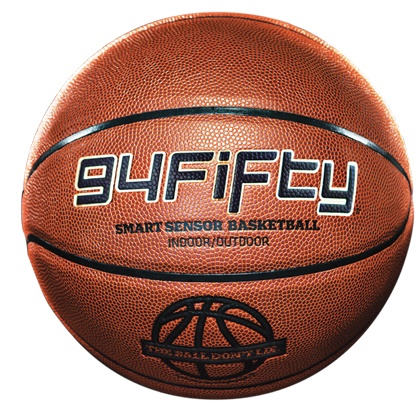 94FiFty
SMART SENSOR BASKETBALL
INDOOR/OUTDOOR
THE BALL DON'T LIE